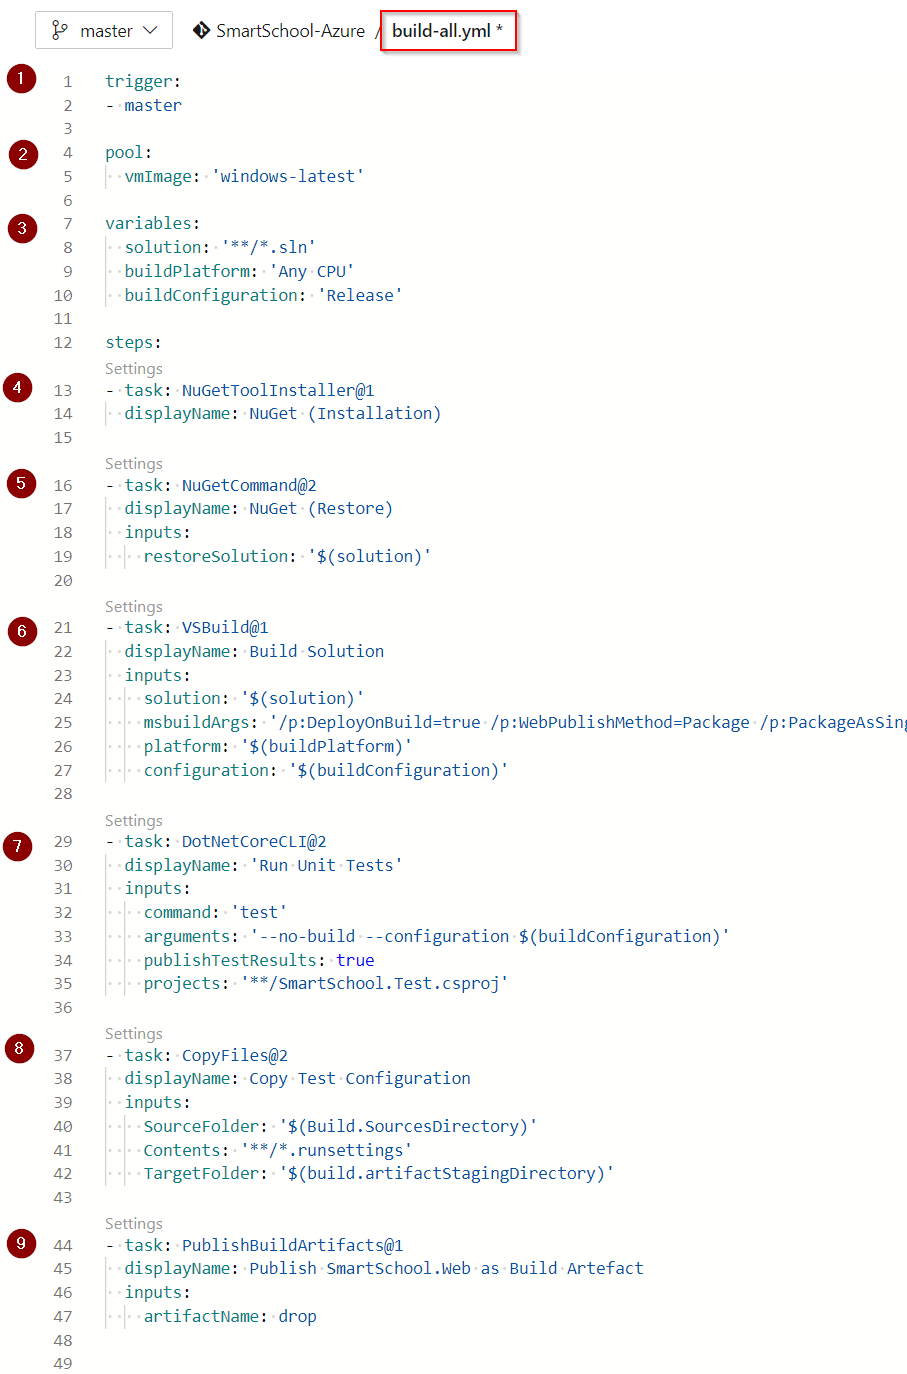 master SmartSchool-Azure / build-all.yml *
1 1 trigger:
2 - master
3
2 4 pool:
5 vmImage: 'windows-latest'
6
3 7 variables:
8 solution: '**/*.sln'
9 buildPlatform: 'Any CPU'
10 buildConfiguration: 'Release'
11
12 steps:
Settings
4 13 - task: NuGetToolInstaller@1
14 displayName: NuGet (Installation)
15
Settings
5 16 - task: NuGetCommand@2
17 displayName: NuGet (Restore)
18 inputs:
19 restoreSolution: '$(solution)'
20
Settings
6 21 - task: VSBuild@1
22 displayName: Build Solution
23 inputs:
24 solution: '$(solution)'
25 msbuildArgs: '/p:DeployOnBuild=true /p:WebPublishMethod=Package /p:PackageAsSing
26 platform: '$(buildPlatform)'
27 configuration: '$(buildConfiguration)'
28
Settings
7 29 - task: DotNetCoreCLI@2
30 displayName: 'Run Unit Tests'
31 inputs:
32 command: 'test'
33 arguments: '--no-build --configuration $(buildConfiguration)'
34 publishTestResults: true
35 projects: '**/SmartSchool.Test.csproj'
36
Settings
8 37 - task: CopyFiles@2
38 displayName: Copy Test Configuration
39 inputs:
40 SourceFolder: '$(Build.SourcesDirectory)'
41 Contents: '**/*.runsettings'
42 TargetFolder: '$(build.artifactStagingDirectory)'
43
Settings
9 44 - task: PublishBuildArtifacts@1
45 displayName: Publish SmartSchool.Web as Build Artefact
46 inputs:
47 artifactName: drop
48
49